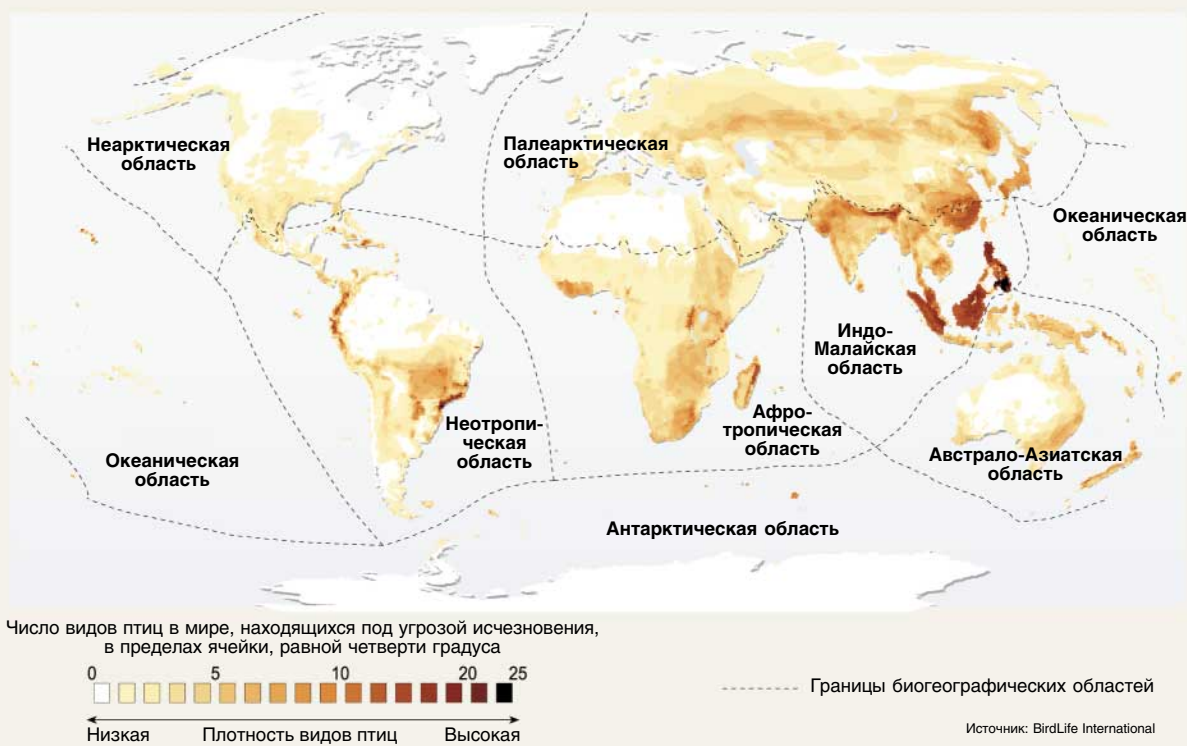 Неарктическая
область
Палеарктическая
область
Океаническая
область
Индо-
Малайская
область
Афро-
тропическая
область
Неотропи-
ческая
область
Океаническая
область
Австрало-Азиатская
область
Антарктическая область
Число видов птиц в мире, находящихся под угрозой исчезновения,
в пределах ячейки, равной четверти градуса
0 5 10 20 25
Низкая Плотность видов птиц Высокая
Границы биогеографических областей
Источник: BirdLife International